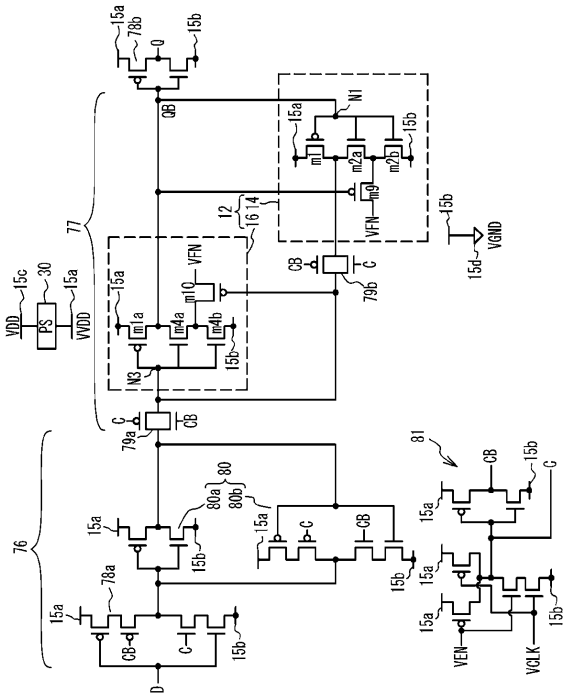 VDD
15c
PS
30
VVDD
15a
77
76
15a
78b
Q
15b
QB
N1
15a
m1
m2a
m2b
15b
m9
VFN
12
14
16
CB
C
79b
15b
15d
VGND
15a
m1a
m4a
m4b
m10
VFN
15b
N3
C
79a
CB
15a
80a
80b
80
15b
15a
C
CB
15b
15a
78a
CB
C
15b
D
81
15a
CB
15b
C
15a
15a
15b
VEN
VCLK